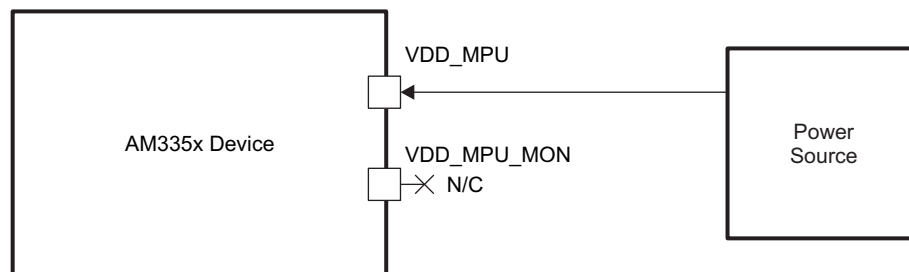 VDD_MPU
AM335x Device
Power
Source
VDD_MPU_MON
N/C